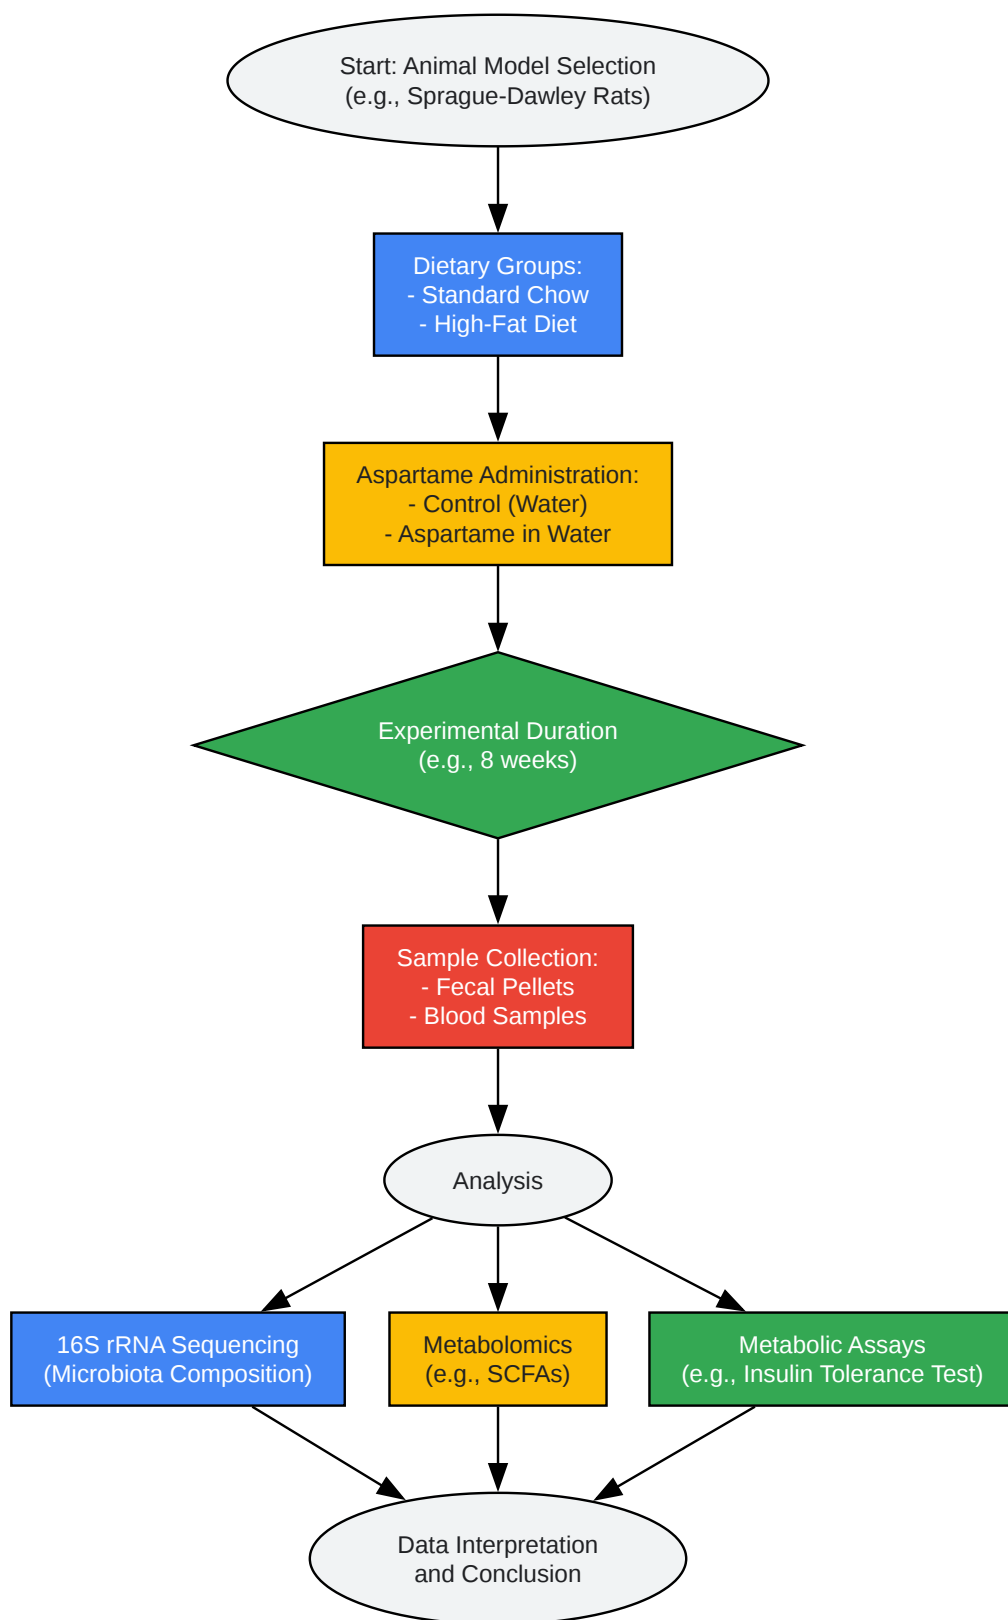 Start: Animal Model Selection
(e.g., Sprague-Dawley Rats)
Dietary Groups:
- Standard Chow
- High-Fat Diet
Aspartame Administration:
- Control (Water)
- Aspartame in Water
Experimental Duration
(e.g., 8 weeks)
Sample Collection:
- Fecal Pellets
- Blood Samples
Analysis
16S rRNA Sequencing
(Microbiota Composition)
Metabolomics
(e.g., SCFAs)
Metabolic Assays
(e.g., Insulin Tolerance Test)
Data Interpretation
and Conclusion